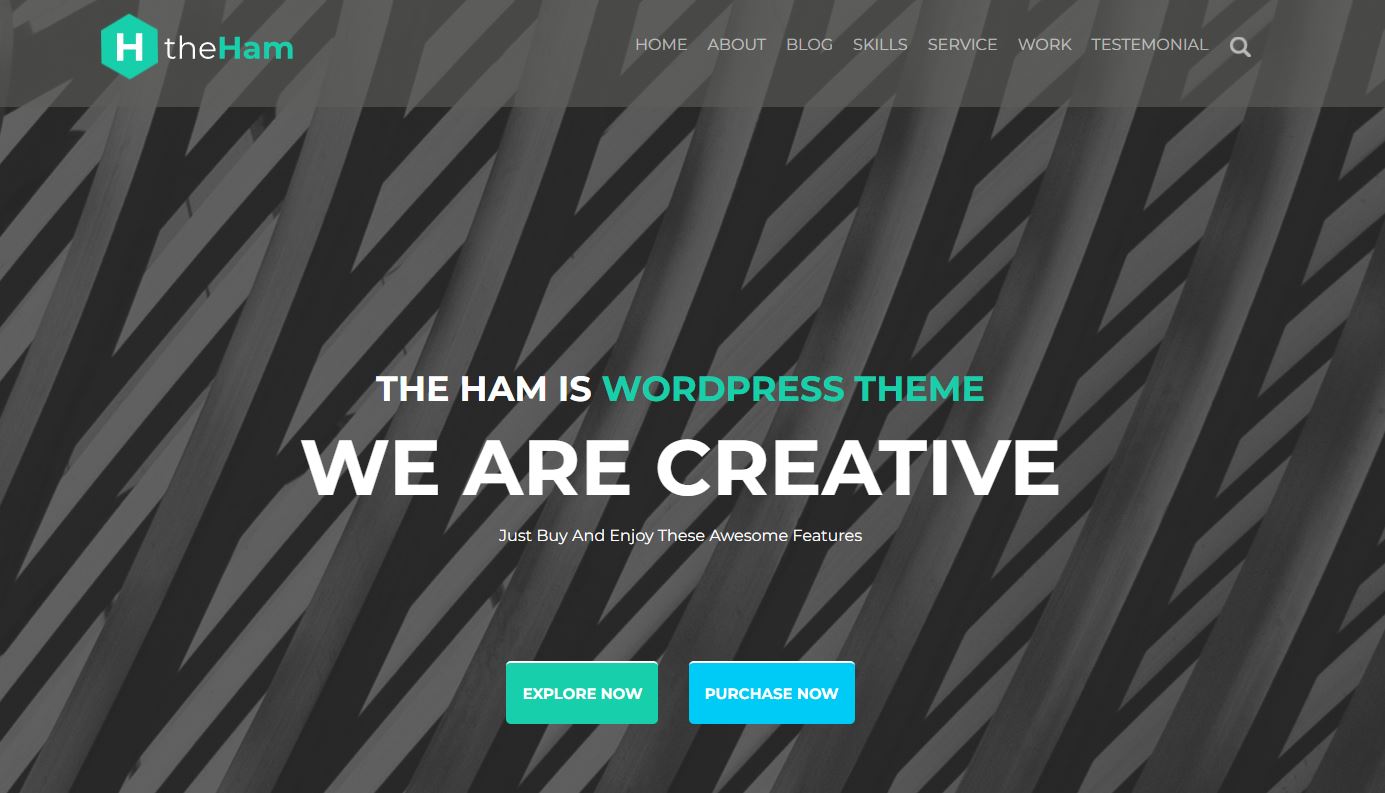 H theHam
HOME ABOUT BLOG SKILLS SERVICE WORK TESTEMONIAL
THE HAM IS WORDPRESS THEME
WE ARE CREATIVE
Just Buy And Enjoy These Awesome Features
EXPLORE NOW PURCHASE NOW